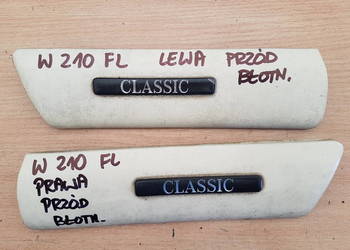 W 210 FL LEWA PRZÓD
BŁOTN.
CLASSIC
W 210 FL
PRAWA
PRZÓD
BŁOTN.
CLASSIC